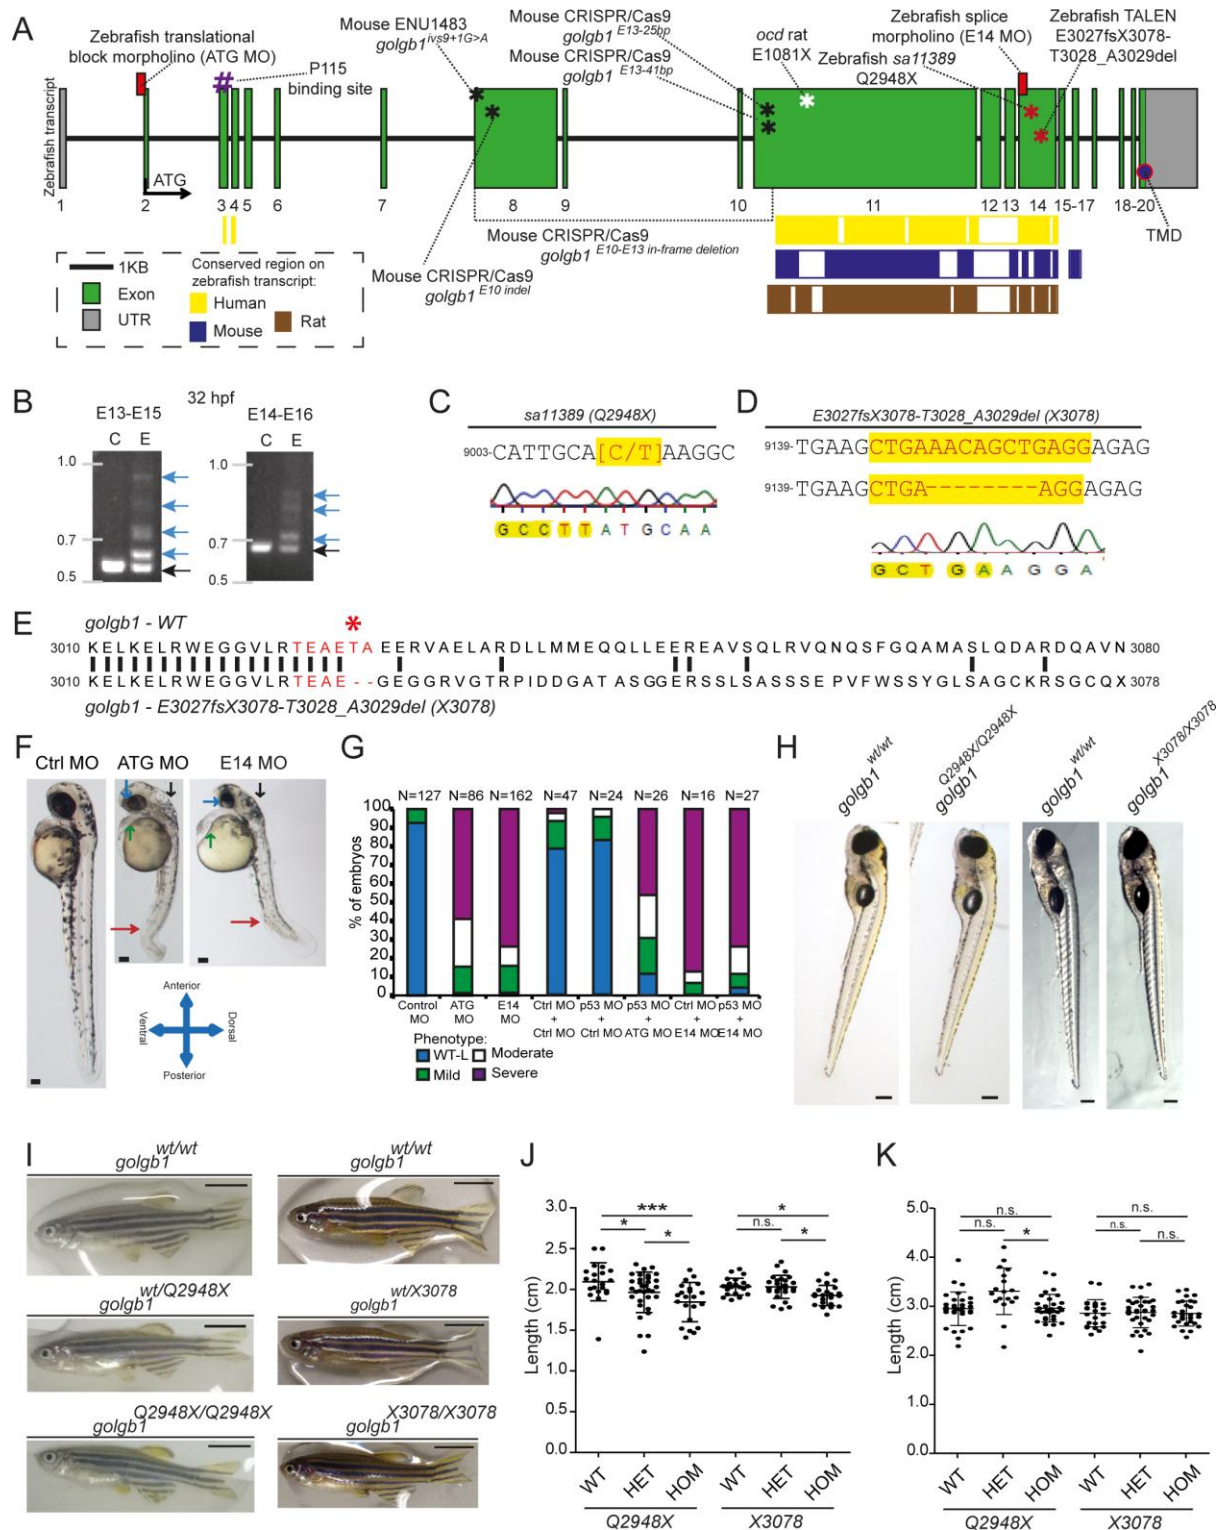 A
Zebrafish translational
block morpholino (ATG MO)
P115
binding site
Mouse ENU1483
golgb1 ivs9+1G>A
Mouse CRISPR/Cas9
golgb1 E13-25bp
Mouse CRISPR/Cas9
golgb1 E13-41bp
ocd rat
E1081X
Zebrafish splice
morpholino (E14 MO)
Zebrafish sa11389
Q2948X
Zebrafish TALEN
E3027fsX3078-
T3028_A3029del
Zebrafish transcript
#
ATG
1 2 3 4 5 6 7 8 9 10 11 12 13 14 15-17 18-20
TMD
Mouse CRISPR/Cas9
golgb1 E10-E13 in-frame deletion
Mouse CRISPR/Cas9
golgb1 E10 indel
1KB
Exon
UTR
Conserved region on
zebrafish transcript:
Human
Mouse
Rat
B
32 hpf
E13-E15
E14-E16
C E
C E
1.0
0.7
0.5
1.0
0.7
0.5
C
sa11389 (Q2948X)
9003-CATTGCA[C/T]AAGGC
G C C T T A T G C A A
D
E3027fsX3078-T3028_A3029del (X3078)
9139-TGAAGCTGAAACAGCTGAGGAGAG
9139-TGAAGCTGA---------AGGAGAG
G C T G A A G G A
E
golgb1 - WT
*
3010 KELKELRWEGGVLRTEAETAEERVAELARDLLMMEQQLLEEREAVSQLRVQNQSFGQAMASLQDARDQAVN 3080
3010 KELKELRWEGGVLRTEAE--GEGGRVGTRPIDDGATASGGERSSLSASSSEPVFWSSYGLSAGCKRSGCQX 3078
golgb1 - E3027fsX3078-T3028_A3029del (X3078)
F
Ctrl MO
ATG MO
E14 MO
Anterior
Ventral
Dorsal
Posterior
G
N=127 N=86 N=162 N=47 N=24 N=26 N=16 N=27
% of embryos
100
90
80
70
60
50
40
30
20
10
0
Control MO
ATG MO
E14 MO
Ctrl MO + Ctrl MO
p53 MO + Ctrl MO
p53 MO + ATG MO
Ctrl MO + E14 MO
p53 MO + E14 MO
Phenotype:
WT-L
Moderate
Mild
Severe
H
golgb1 wt/wt
golgb1 Q2948X/Q2948X
golgb1 wt/wt
golgb1 X3078/X3078
I
golgb1 wt/wt
golgb1 wt/wt
golgb1 wt/Q2948X
golgb1 wt/X3078
golgb1 Q2948X/Q2948X
golgb1 X3078/X3078
J
Length (cm)
3.0
2.5
2.0
1.5
1.0
0.5
0.0
***
*
*
*
n.s.
*
WT HET HOM WT HET HOM
Q2948X X3078
K
Length (cm)
5.0
4.0
3.0
2.0
1.0
0.0
n.s.
n.s.
*
n.s.
n.s.
n.s.
WT HET HOM WT HET HOM
Q2948X X3078